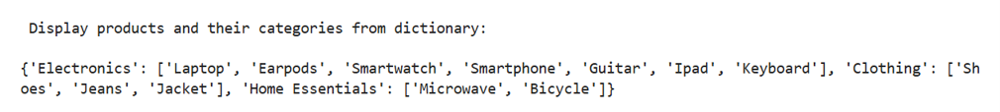 Display products and their categories from dictionary:
{'Electronics': ['Laptop', 'Earpods', 'Smartwatch', 'Smartphone', 'Guitar', 'Ipad', 'Keyboard'], 'Clothing': ['Sh
oes', 'Jeans', 'Jacket'], 'Home Essentials': ['Microwave', 'Bicycle']}